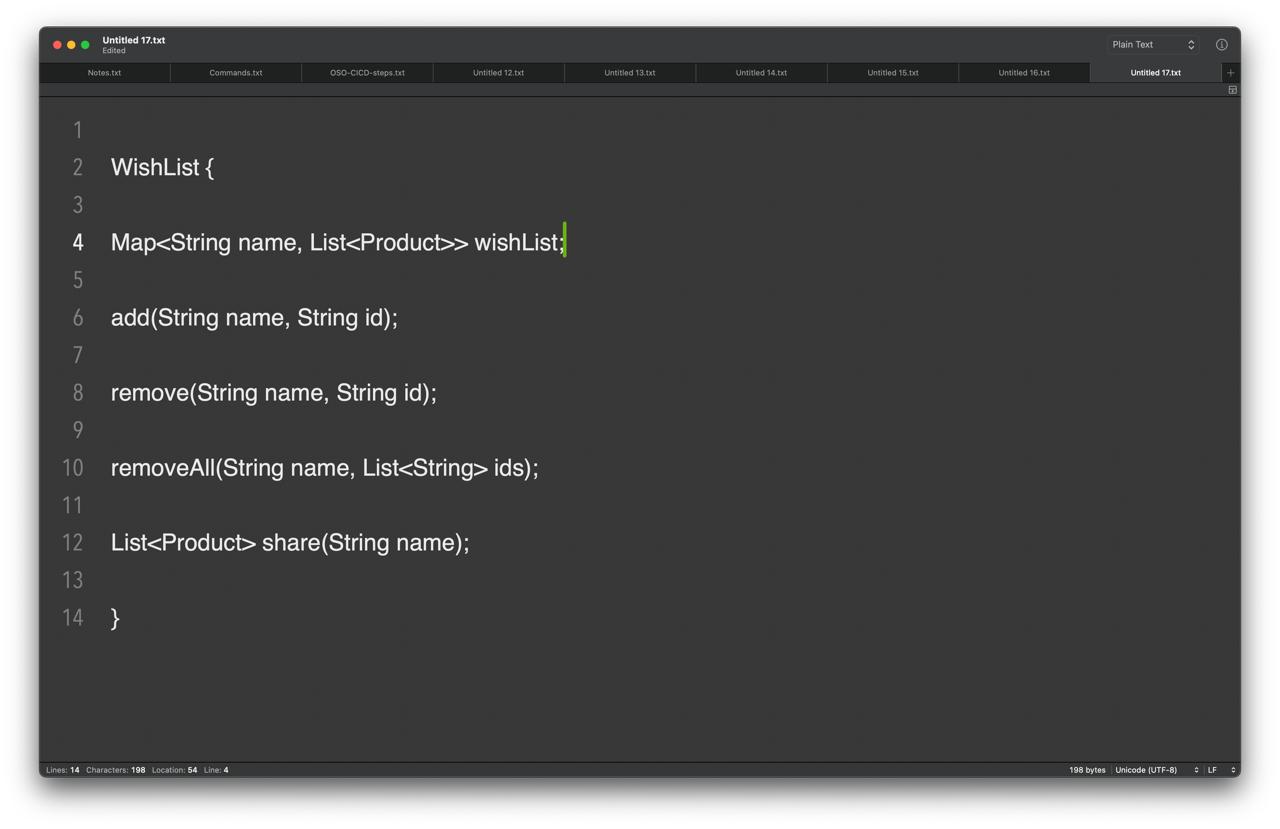 Untitled 17.txt
Edited
Plain Text
Notes.txt
Commands.txt
OSO-CICD-steps.txt
Untitled 12.txt
Untitled 13.txt
Untitled 14.txt
Untitled 15.txt
Untitled 16.txt
Untitled 17.txt
1
2 WishList {
3
4 Map<String name, List<Product>> wishList;
5
6 add(String name, String id);
7
8 remove(String name, String id);
9
10 removeAll(String name, List<String> ids);
11
12 List<Product> share(String name);
13
14 }
Lines: 14 Characters: 198 Location: 54 Line: 4
198 bytes Unicode (UTF-8) LF